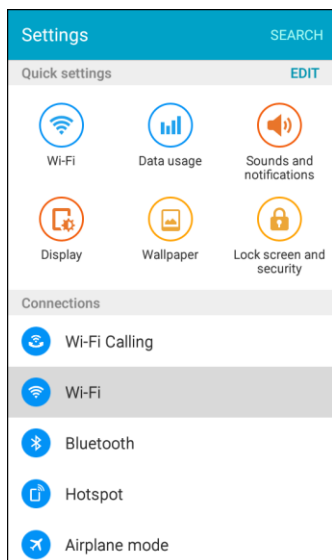 Settings SEARCH
Quick settings EDIT
Wi-Fi Data usage Sounds and
notifications
Display Wallpaper Lock screen and
security
Connections
Wi-Fi Calling
Wi-Fi
Bluetooth
Hotspot
Airplane mode